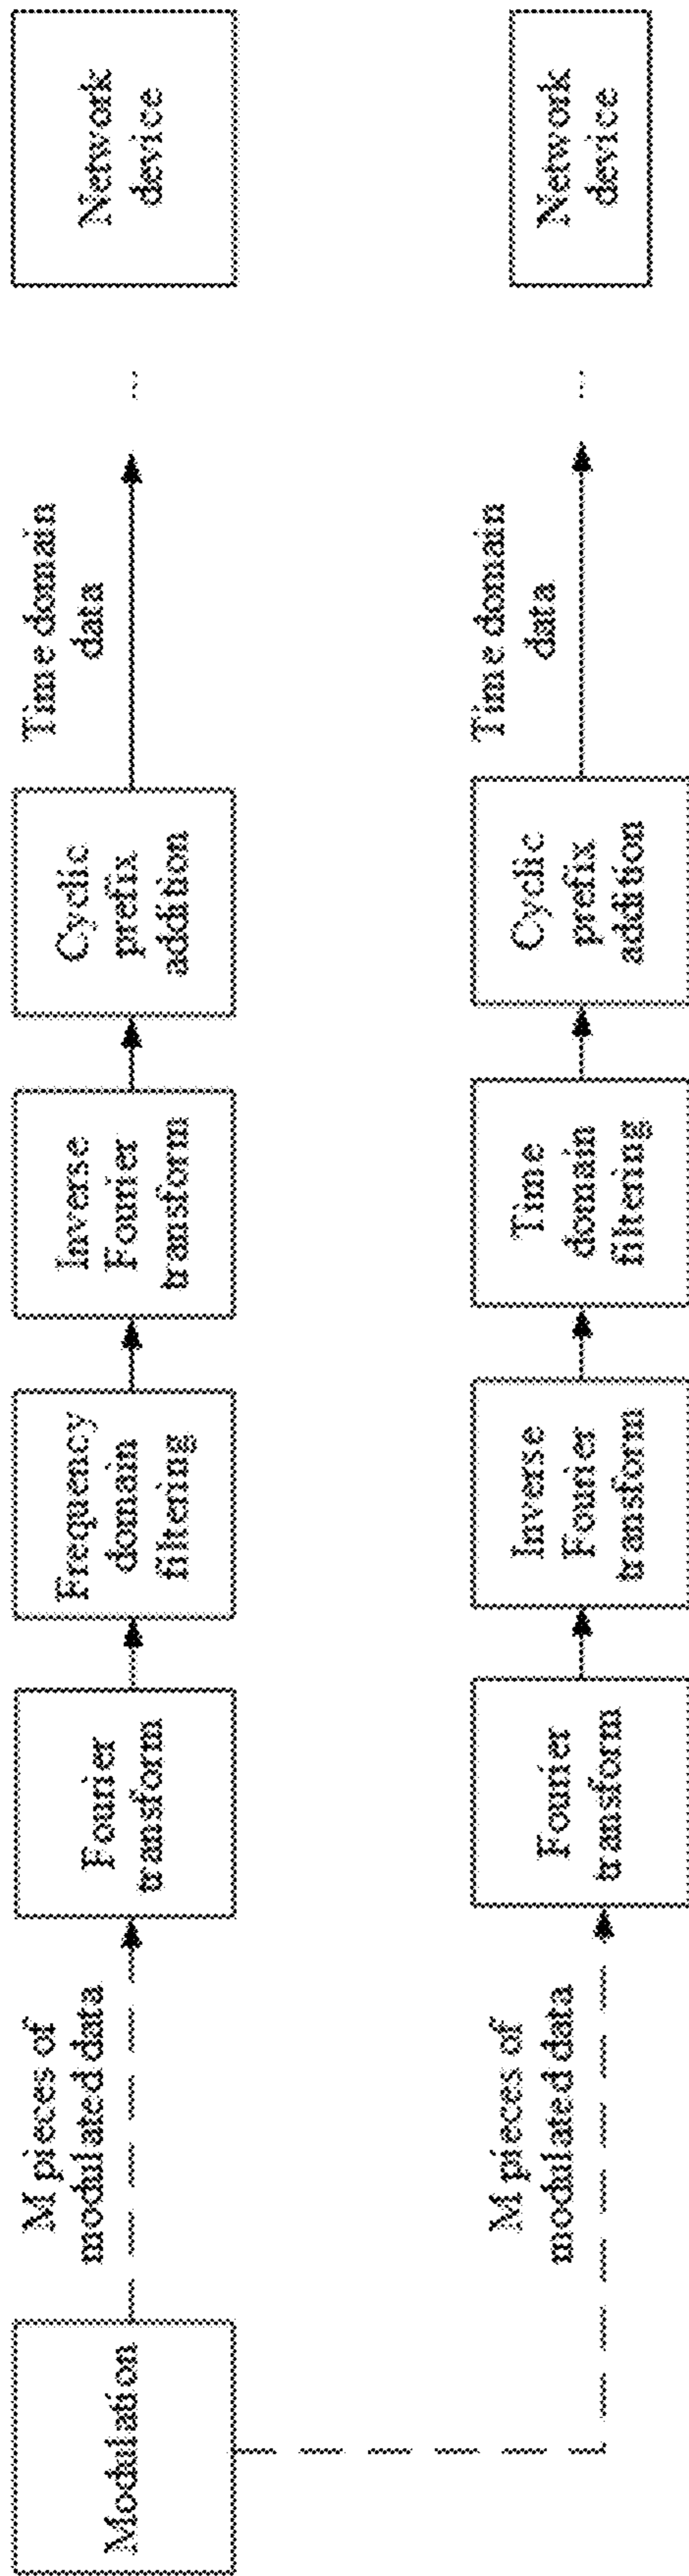 Modulation
M pieces of
modulated data
Fourier
transform
Frequency
domain
filtering
Inverse
Fourier
transform
Cyclic
prefix
addition
Time domain
data
...
Network
device
M pieces of
modulated data
Fourier
transform
Inverse
Fourier
transform
Time
domain
filtering
Cyclic
prefix
addition
Time domain
data
...
Network
device